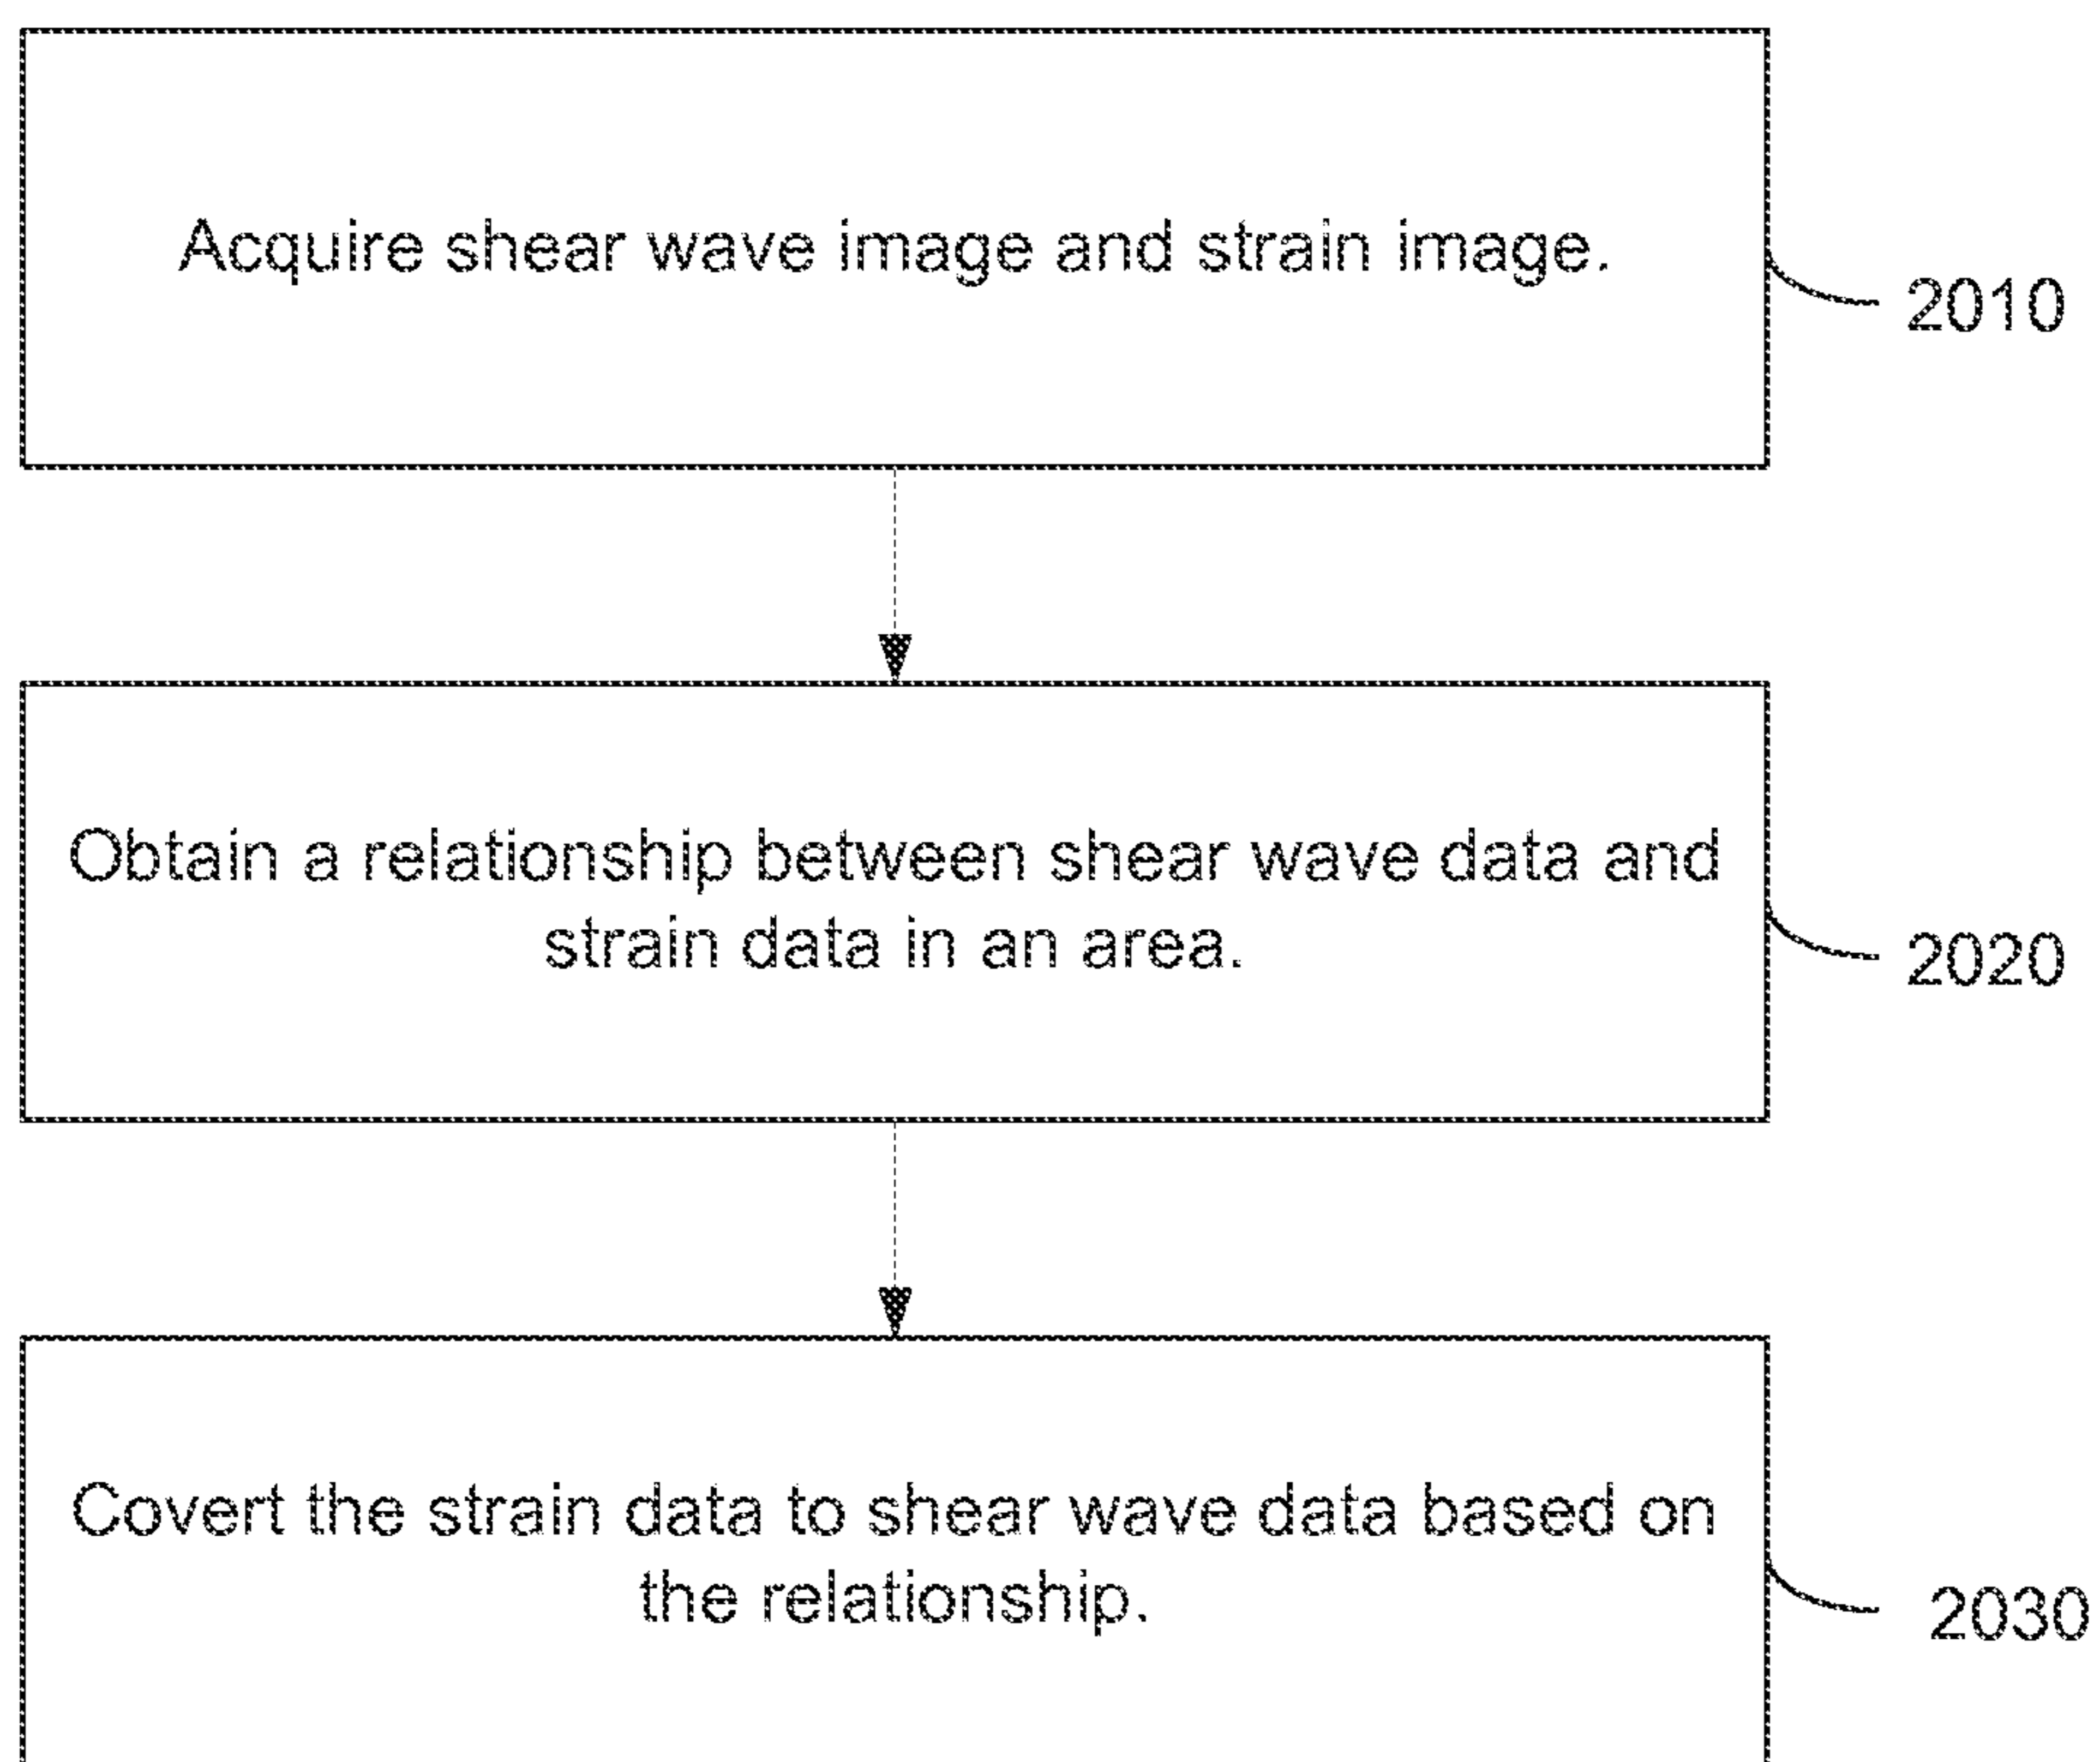 Acquire shear wave image and strain image.
2010
Obtain a relationship between shear wave data and
strain data in an area.
2020
Covert the strain data to shear wave data based on
the relationship.
2030